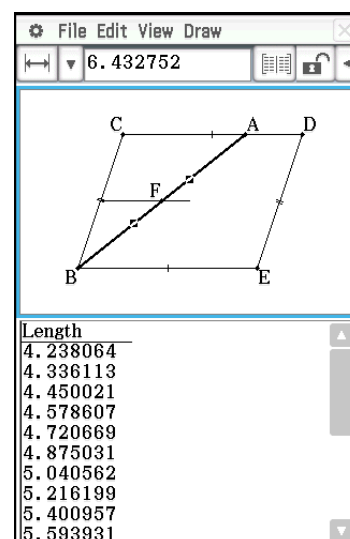 File Edit View Draw
6.432752
C A D
F
B E
Length
4.238064
4.336113
4.450021
4.578607
4.720669
4.875031
5.040562
5.216199
5.400957
5.593931